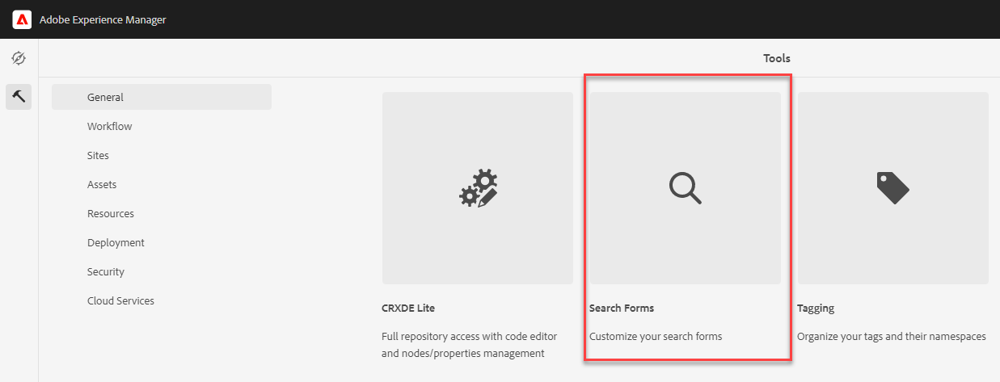 Adobe Experience Manager
Tools
General
Workflow
Sites
Assets
Resources
Deployment
Security
Cloud Services
CRXDE Lite
Full repository access with code editor
and nodes/properties management
Search Forms
Customize your search forms
Tagging
Organize your tags and their namespaces